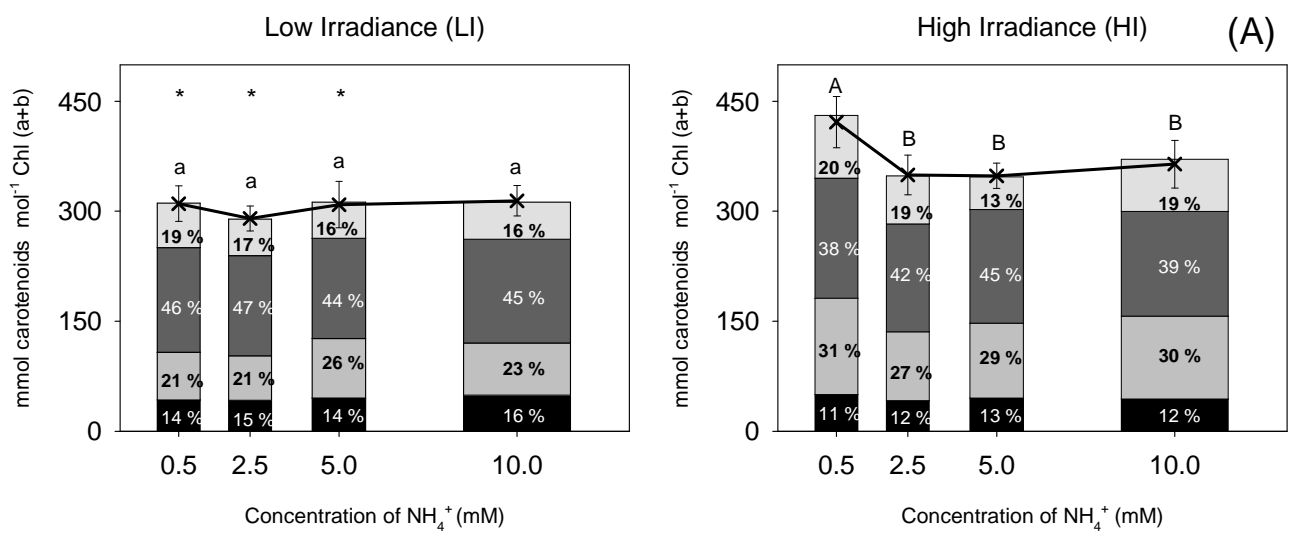 Low Irradiance (LI)
High Irradiance (HI)
(A)
mmol carotenoids mol⁻¹ Chl (a+b)
450
300
150
0
* * *
a a a a
19 % 17 % 16 % 16 %
46 % 47 % 44 % 45 %
21 % 21 % 26 % 23 %
14 % 15 % 14 % 16 %
0.5 2.5 5.0 10.0
Concentration of NH₄⁺ (mM)
mmol carotenoids mol⁻¹ Chl (a+b)
450
300
150
0
A B B B
20 % 19 % 13 % 19 %
38 % 42 % 45 % 39 %
31 % 27 % 29 % 30 %
11 % 12 % 13 % 12 %
0.5 2.5 5.0 10.0
Concentration of NH₄⁺ (mM)